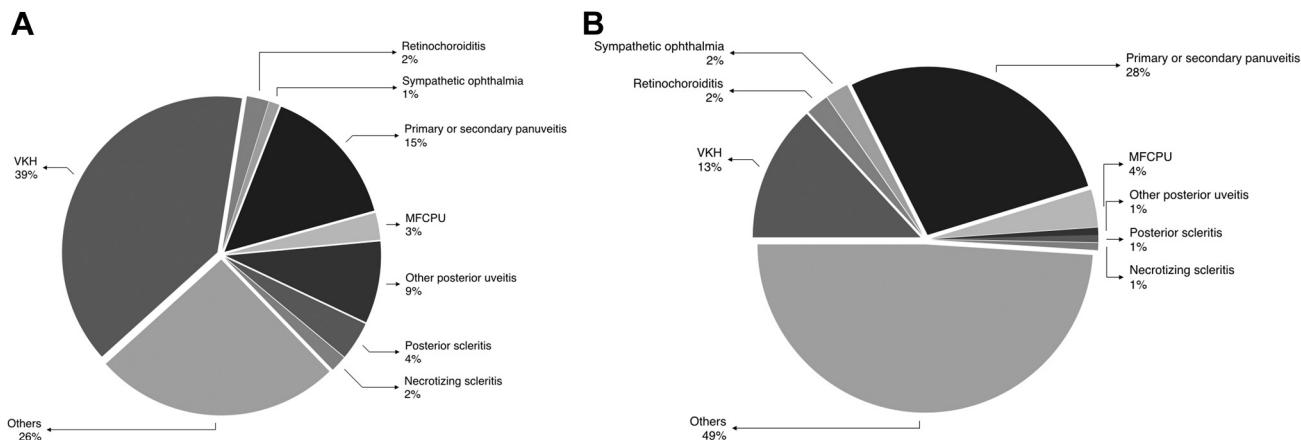 A
Retinochoroiditis
2%
Sympathetic ophthalmia
1%
Primary or secondary panuveitis
15%
VKH
39%
MFCPU
3%
Other posterior uveitis
9%
Posterior scleritis
4%
Necrotizing scleritis
2%
Others
26%
B
Sympathetic ophthalmia
2%
Primary or secondary panuveitis
28%
Retinochoroiditis
2%
VKH
13%
MFCPU
4%
Other posterior uveitis
1%
Posterior scleritis
1%
Necrotizing scleritis
1%
Others
49%